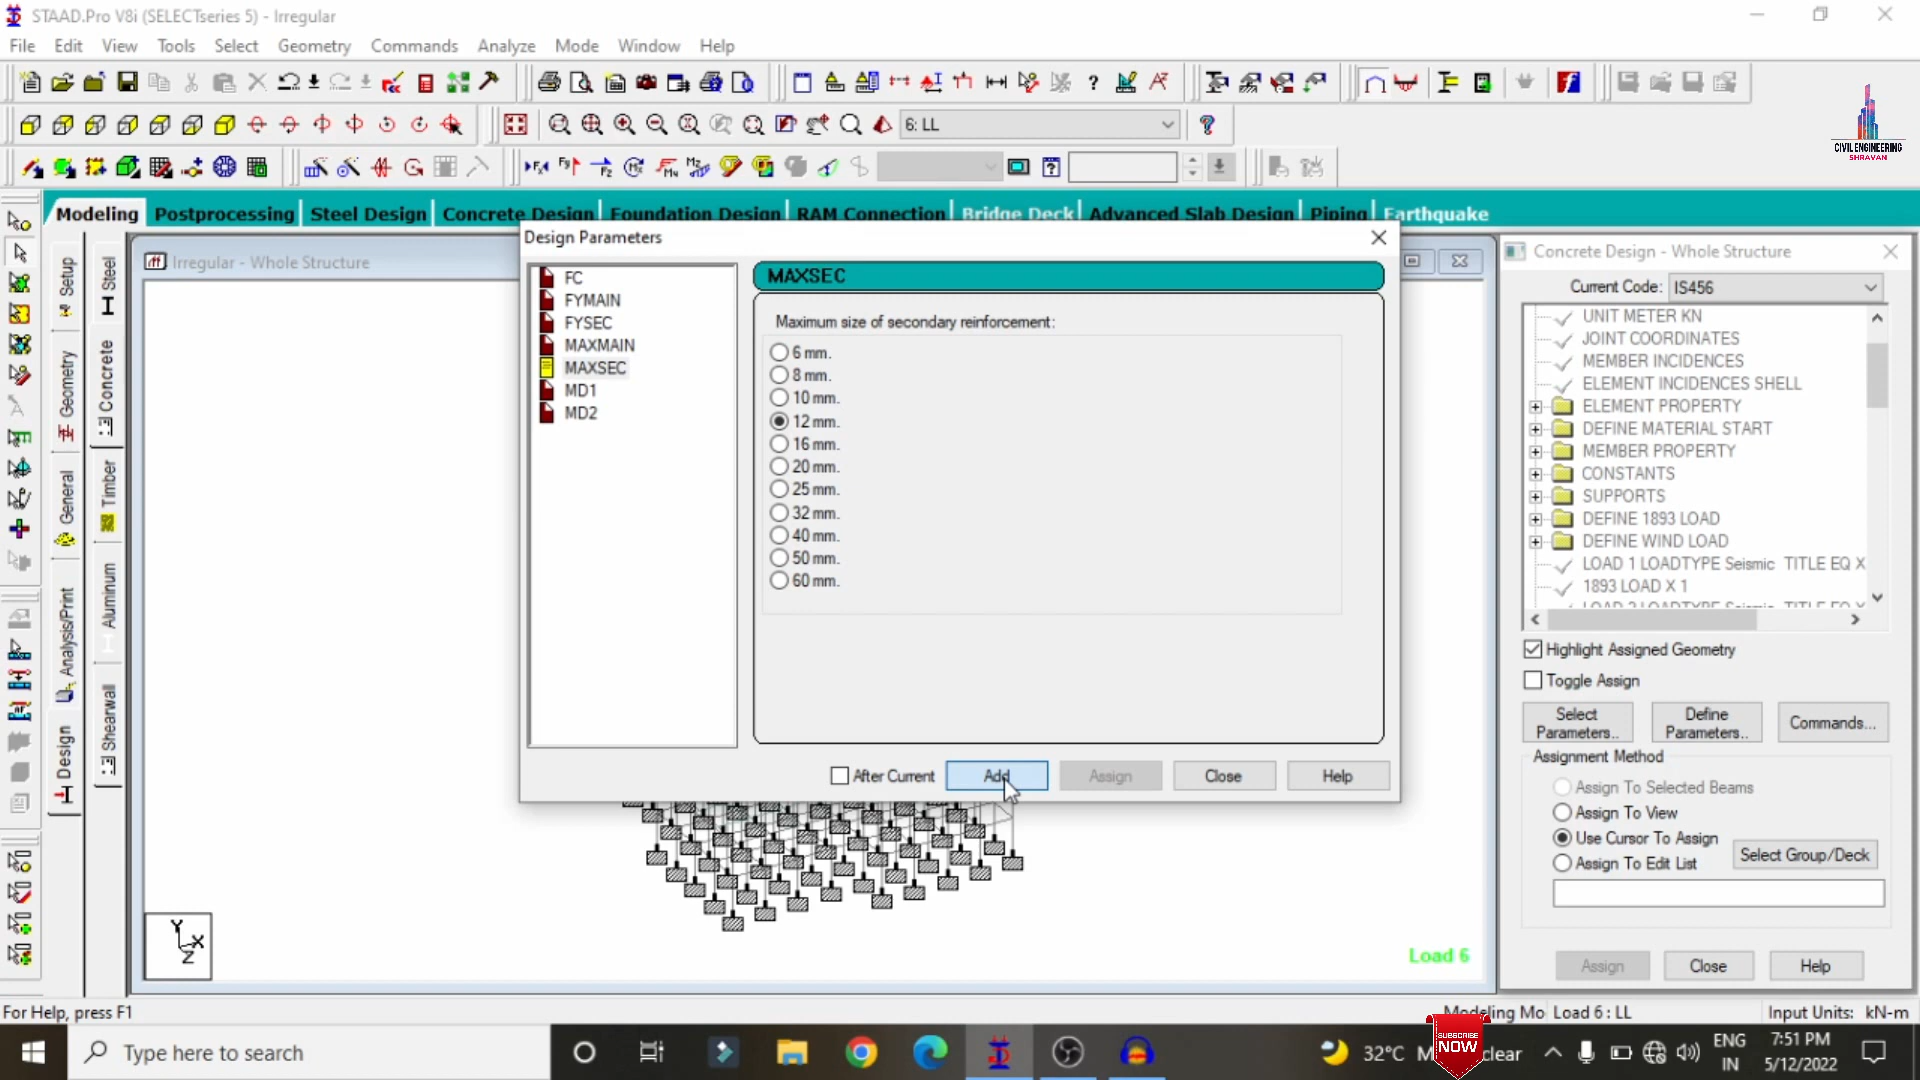 STAAD.Pro V8i (SELECTseries 5) - Irregular
File Edit View Tools Select Geometry Commands Analyze Mode Window Help
6: LL
CIVIL ENGINEERING
SHRAVAN
Modeling Postprocessing Steel Design Concrete Design Foundation Design RAM Connection Bridge Deck Advanced Slab Design Piping Earthquake
Setup
Geometry
General
Analysis/Print
Design
Steel
Concrete
Timber
Aluminum
Shearwall
Irregular - Whole Structure
Design Parameters
FC
FYMAIN
FYSEC
MAXMAIN
MAXSEC
MD1
MD2
MAXSEC
Maximum size of secondary reinforcement:
6 mm.
8 mm.
10 mm.
12 mm.
16 mm.
20 mm.
25 mm.
32 mm.
40 mm.
50 mm.
60 mm.
After Current Add Assign Close Help
Y
X
Z
Load 6
Concrete Design - Whole Structure
Current Code: IS456
UNIT METER KN
JOINT COORDINATES
MEMBER INCIDENCES
ELEMENT INCIDENCES SHELL
ELEMENT PROPERTY
DEFINE MATERIAL START
MEMBER PROPERTY
CONSTANTS
SUPPORTS
DEFINE 1893 LOAD
DEFINE WIND LOAD
LOAD 1 LOADTYPE Seismic TITLE EQ X
1893 LOAD X 1
Highlight Assigned Geometry
Toggle Assign
Select Parameters.. Define Parameters.. Commands...
Assignment Method
Assign To Selected Beams
Assign To View
Use Cursor To Assign
Assign To Edit List
Select Group/Deck
Assign Close Help
For Help, press F1
Modeling Mo Load 6 : LL Input Units: kN-m
Type here to search
32°C
SUBSCRIBE
NOW
clear
ENG
IN
7:51 PM
5/12/2022